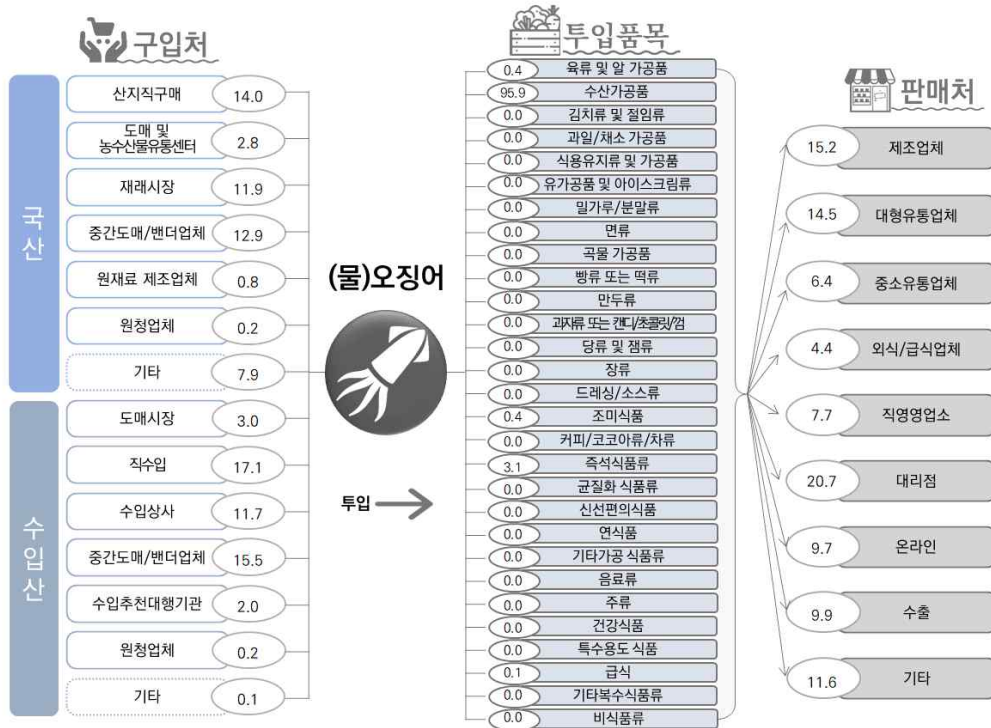 구입처
국산
산지직구매 14.0
도매 및
농수산물유통센터 2.8
재래시장 11.9
중간도매/밴더업체 12.9
원재료 제조업체 0.8
원청업체 0.2
기타 7.9
수입산
도매시장 3.0
직수입 17.1
수입상사 11.7
중간도매/밴더업체 15.5
수입추천대행기관 2.0
원청업체 0.2
기타 0.1
(물)오징어
투입
투입품목
0.4 육류 및 알 가공품
95.9 수산가공품
0.0 김치류 및 절임류
0.0 과일/채소 가공품
0.0 식용유지류 및 가공품
0.0 유가공품 및 아이스크림류
0.0 밀가루/분말류
0.0 면류
0.0 곡물 가공품
0.0 빵류 또는 떡류
0.0 만두류
0.0 과자류 또는 캔디/초콜릿/껌
0.0 당류 및 잼류
0.0 장류
0.0 드레싱/소스류
0.4 조미식품
0.0 커피/코코아류/차류
3.1 즉석식품류
0.0 균질화 식품류
0.0 신선편의식품
0.0 연식품
0.0 기타가공 식품류
0.0 음료류
0.0 주류
0.0 건강식품
0.0 특수용도 식품
0.1 급식
0.0 기타복수식품류
0.0 비식품류
판매처
15.2 제조업체
14.5 대형유통업체
6.4 중소유통업체
4.4 외식/급식업체
7.7 직영영업소
20.7 대리점
9.7 온라인
9.9 수출
11.6 기타